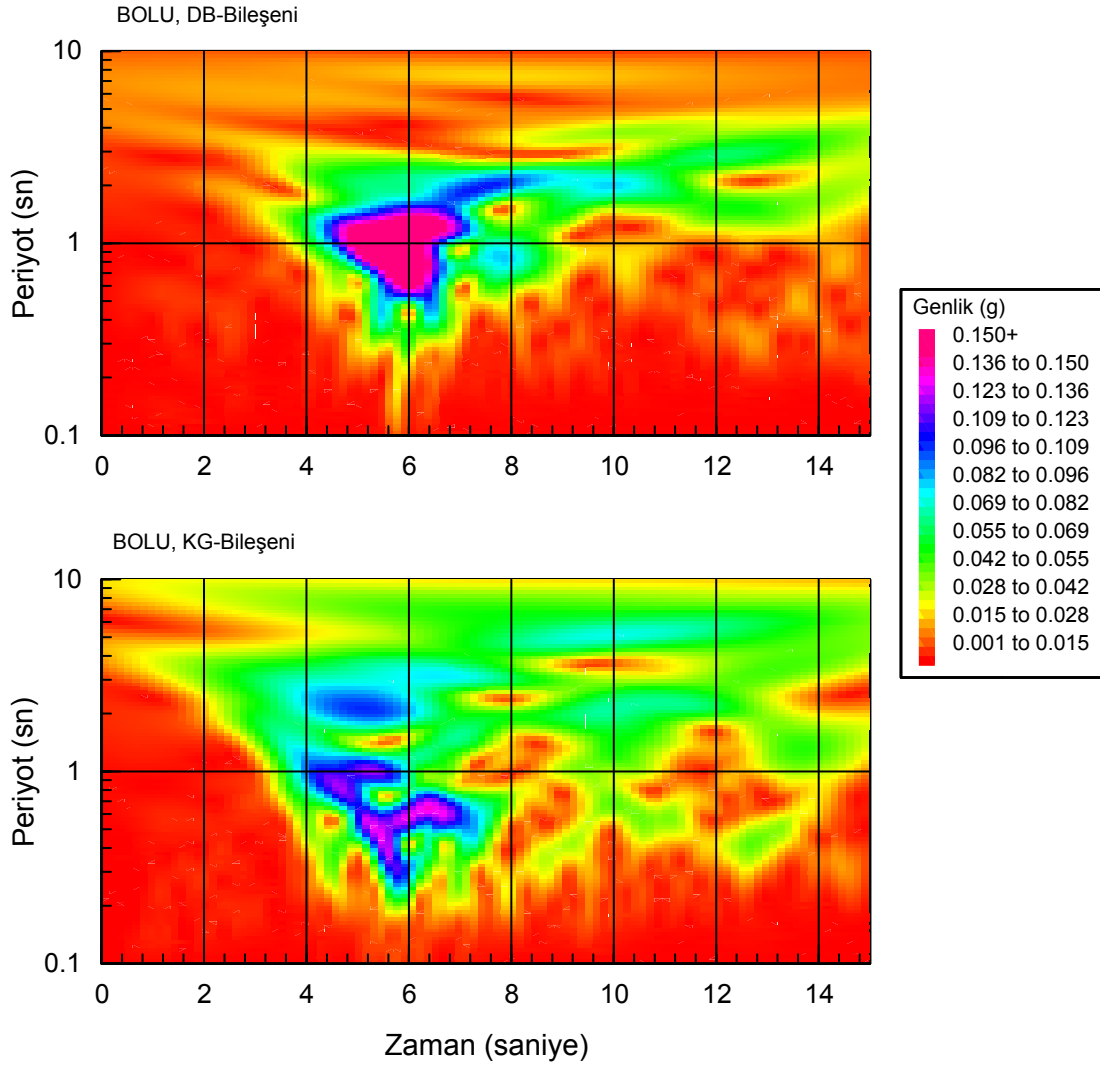 BOLU, DB-Bileşeni
10
1
0.1
Periyot (sn)
0 2 4 6 8 10 12 14
BOLU, KG-Bileşeni
10
1
0.1
Periyot (sn)
0 2 4 6 8 10 12 14
Zaman (saniye)
Genlik (g)
0.150+
0.136 to 0.150
0.123 to 0.136
0.109 to 0.123
0.096 to 0.109
0.082 to 0.096
0.069 to 0.082
0.055 to 0.069
0.042 to 0.055
0.028 to 0.042
0.015 to 0.028
0.001 to 0.015